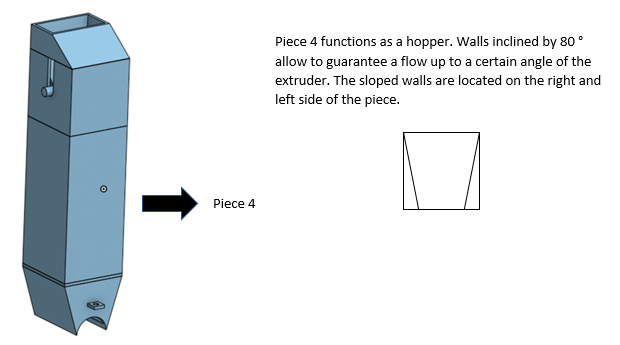 Piece 4 functions as a hopper. Walls inclined by 80 °
allow to guarantee a flow up to a certain angle of the
extruder. The sloped walls are located on the right and
left side of the piece.
Piece 4